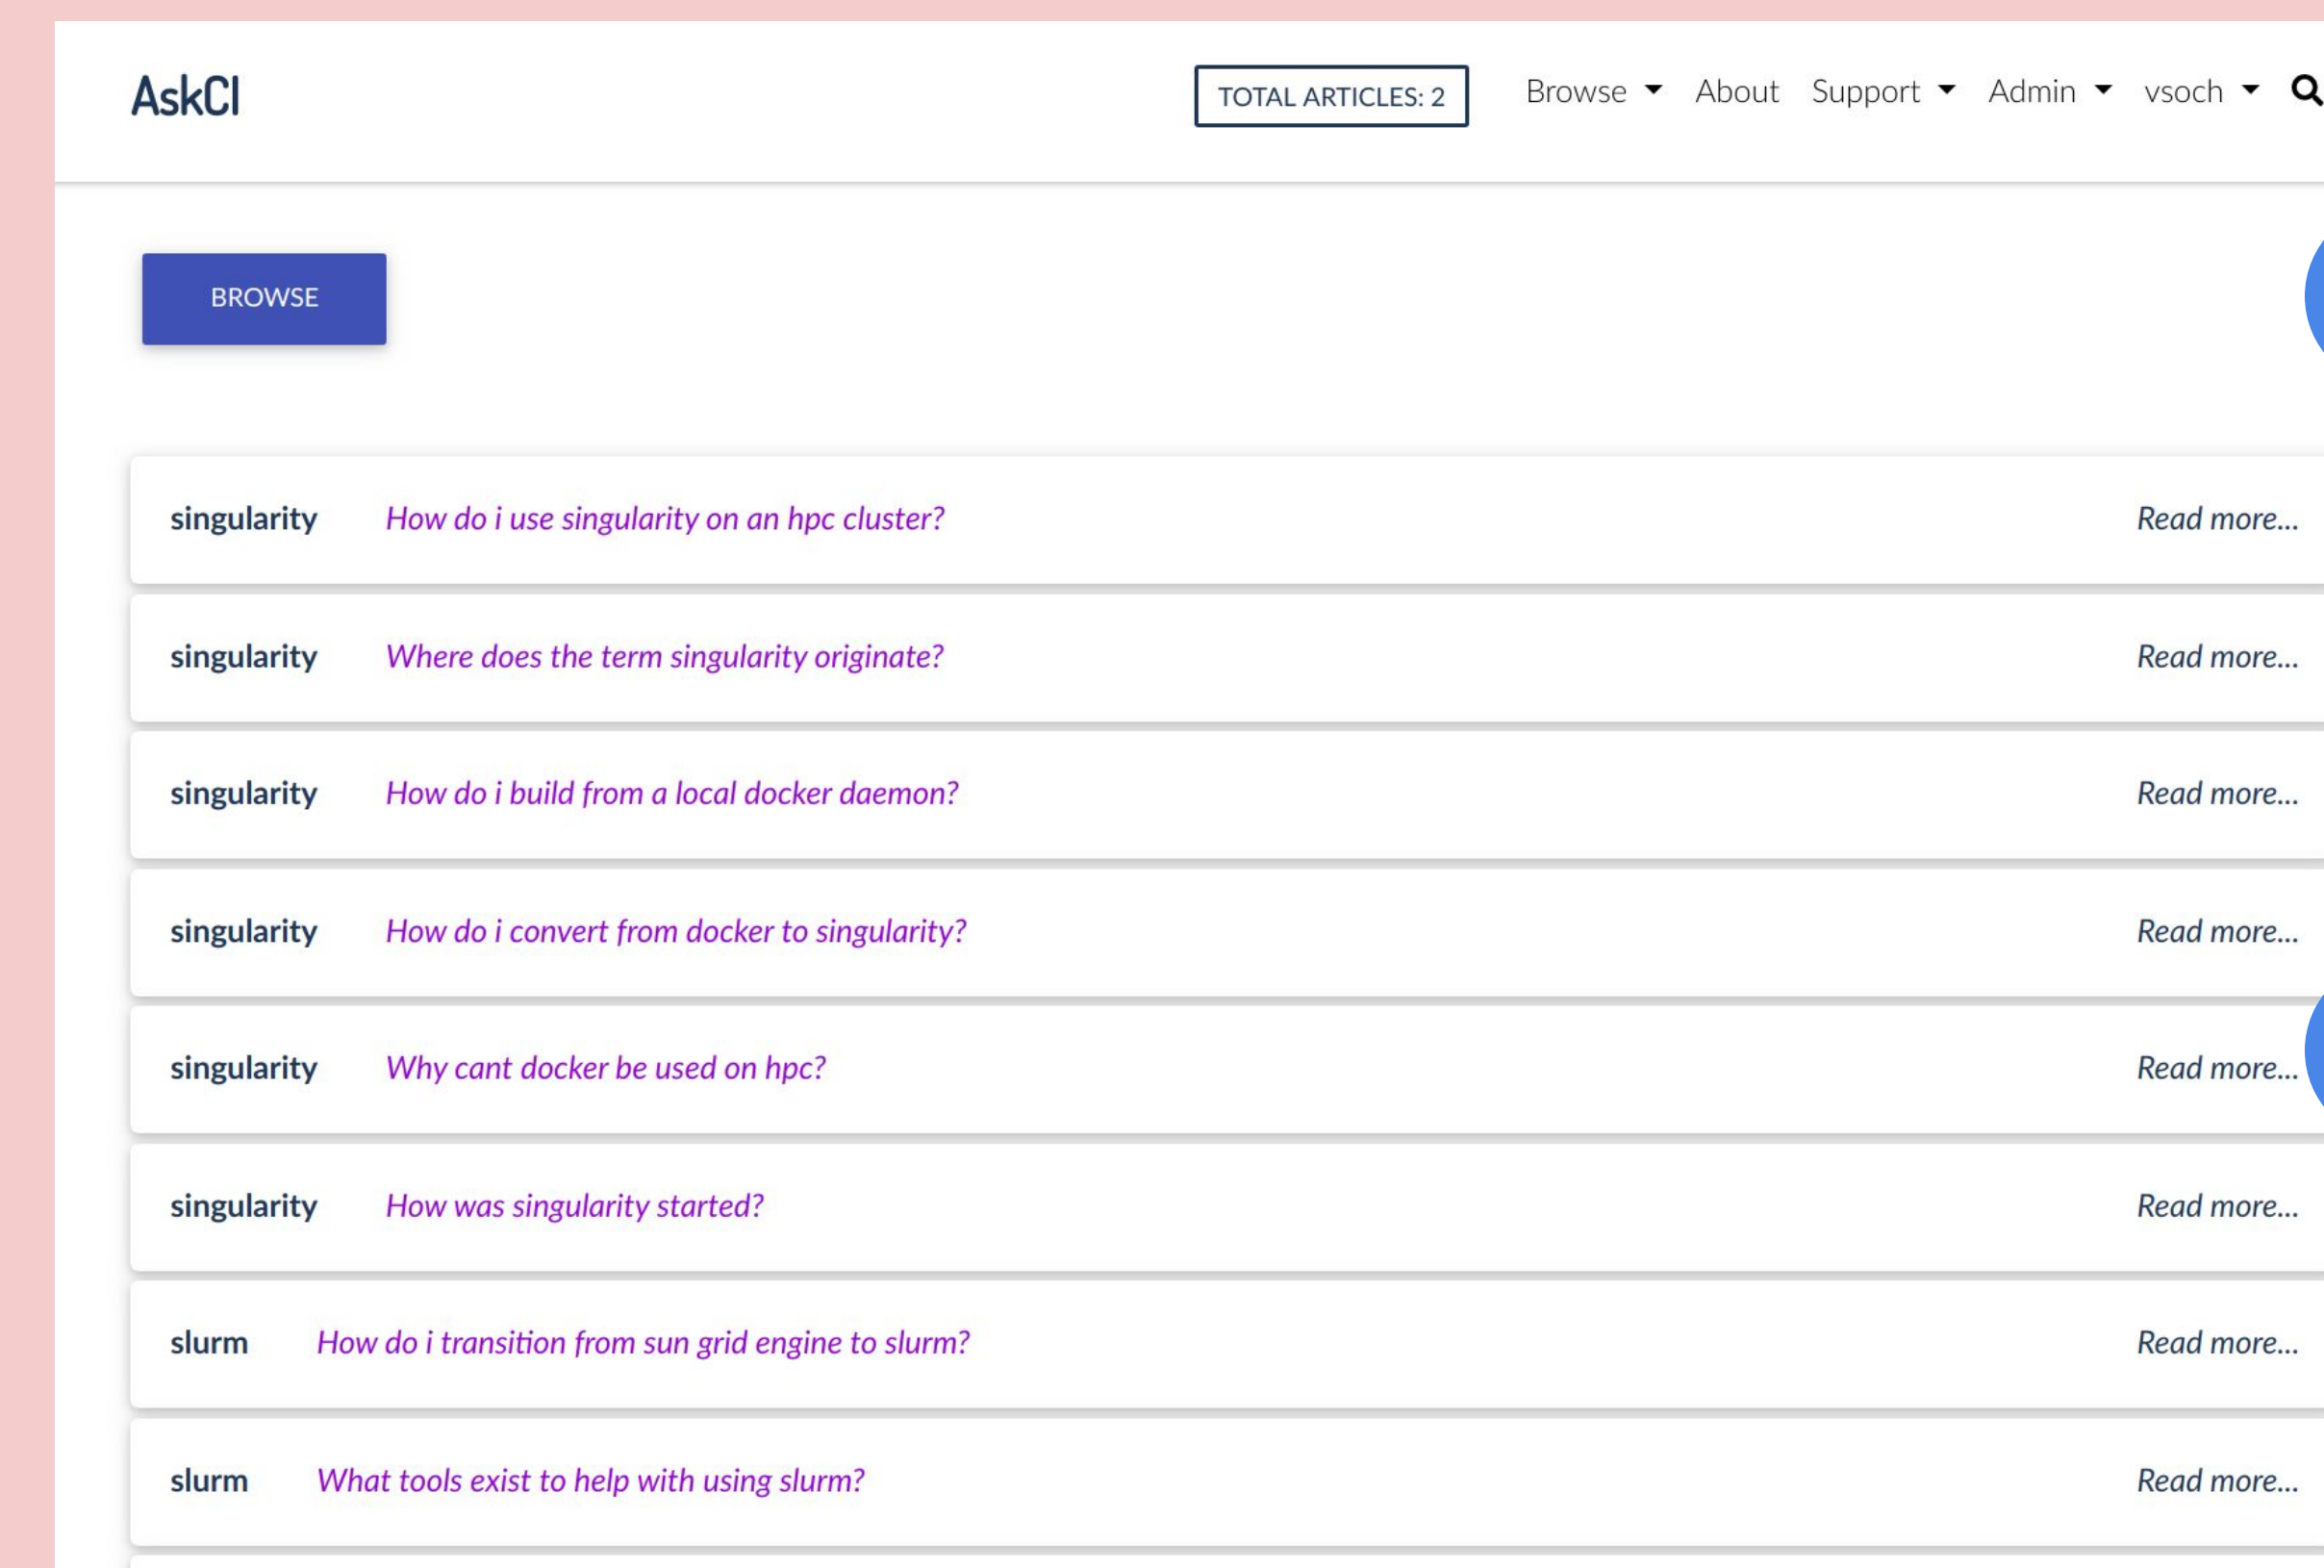 AskCI
TOTAL ARTICLES: 2 Browse About Support Admin vsoch
BROWSE
singularity How do i use singularity on an hpc cluster? Read more...
singularity Where does the term singularity originate? Read more...
singularity How do i build from a local docker daemon? Read more...
singularity How do i convert from docker to singularity? Read more...
singularity Why cant docker be used on hpc? Read more...
singularity How was singularity started? Read more...
slurm How do i transition from sun grid engine to slurm? Read more...
slurm What tools exist to help with using slurm? Read more...